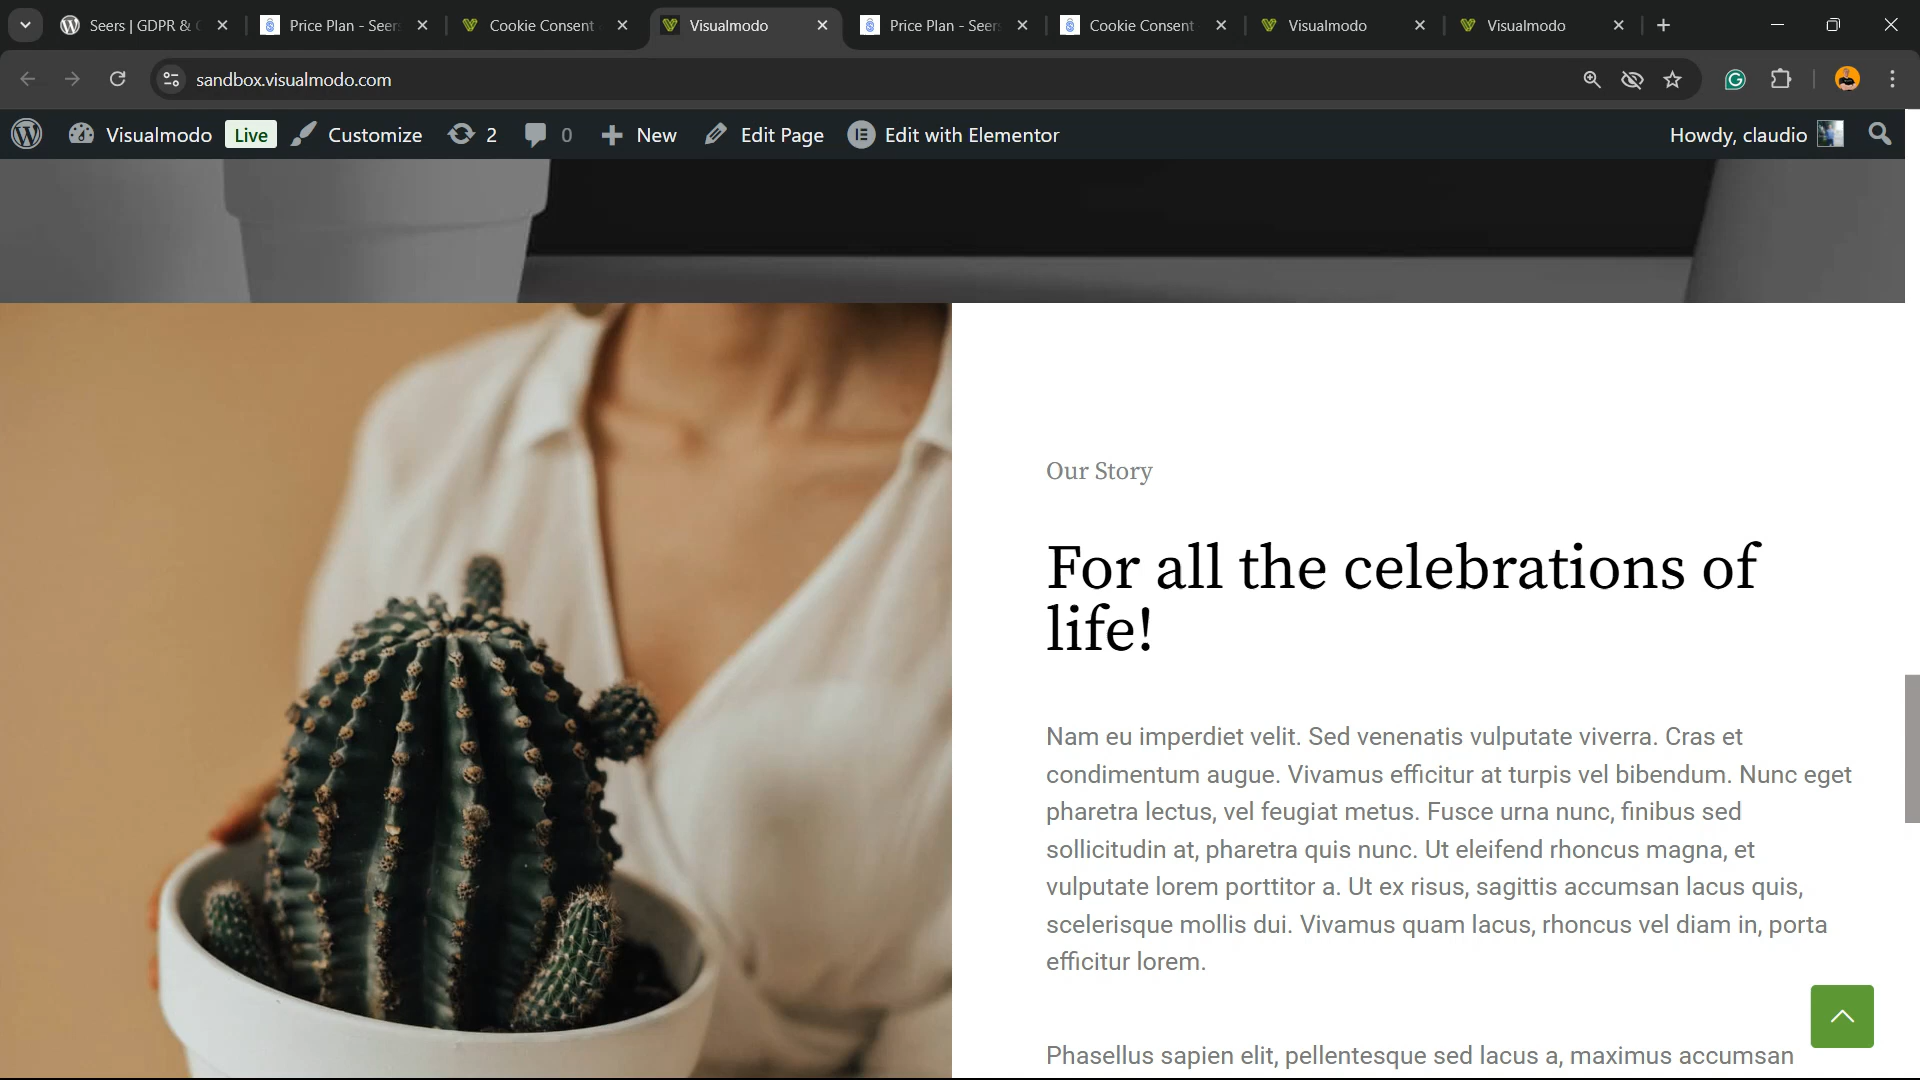 Seers | GDPR &
Price Plan - Seers
Cookie Consent
Visualmodo
Price Plan - Seers
Cookie Consent
Visualmodo
Visualmodo
sandbox.visualmodo.com
Visualmodo
Live
Customize
2
0
New
Edit Page
Edit with Elementor
Howdy, claudio
Our Story
For all the celebrations of
life!
Nam eu imperdiet velit. Sed venenatis vulputate viverra. Cras et
condimentum augue. Vivamus efficitur at turpis vel bibendum. Nunc eget
pharetra lectus, vel feugiat metus. Fusce urna nunc, finibus sed
sollicitudin at, pharetra quis nunc. Ut eleifend rhoncus magna, et
vulputate lorem porttitor a. Ut ex risus, sagittis accumsan lacus quis,
scelerisque mollis dui. Vivamus quam lacus, rhoncus vel diam in, porta
efficitur lorem.
Phasellus sapien elit, pellentesque sed lacus a, maximus accumsan